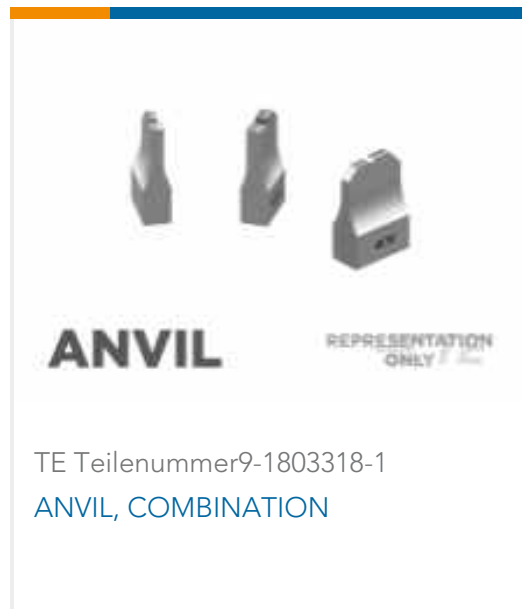 ANVIL
REPRESENTATION
ONLY
TE Teilenummer9-1803318-1
ANVIL, COMBINATION